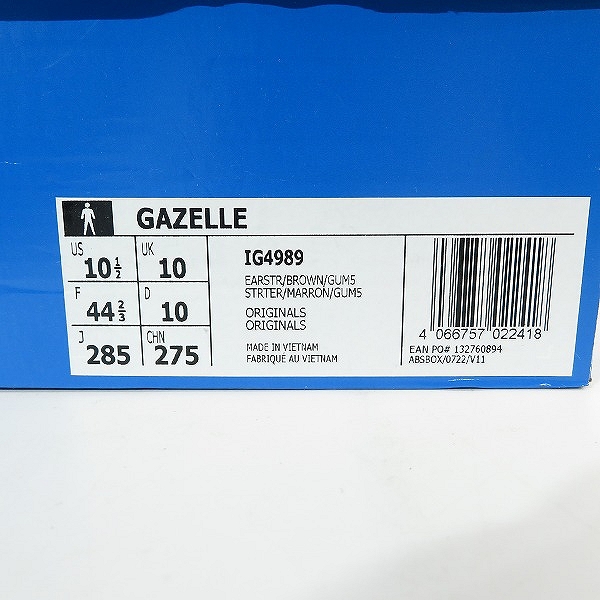 GAZELLE
US 10 1/2 UK 10
F 44 2/3 D 10
J 285 CHN 275
IG4989
EARSTR/BROWN/GUM5
STRTER/MARRON/GUM5
ORIGINALS
ORIGINALS
MADE IN VIETNAM
FABRIQUE AU VIETNAM
4 066757 022418
EAN PO# 132760894
ABSBOX/0722/V11